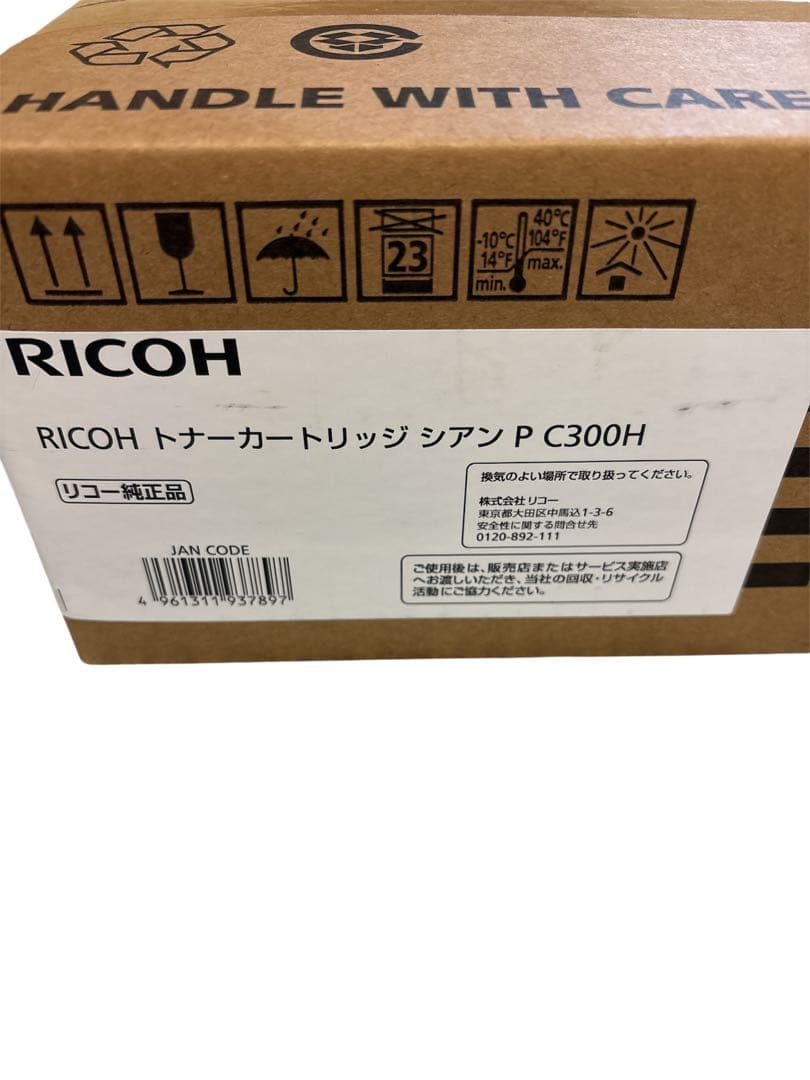 HANDLE WITH CARE
23
-10°C
14°F
min.
40°C
104°F
max.
RICOH
RICOH トナーカートリッジ シアン P C300H
リコー純正品
換気のよい場所で取り扱ってください。
株式会社リコー
東京都大田区中馬込1-3-6
安全性に関する問合せ先
0120-892-111
JAN CODE
4 961311 937897
ご使用後は、販売店またはサービス実施店
へお渡しいただき、当社の回収・リサイクル
活動にご協力ください。